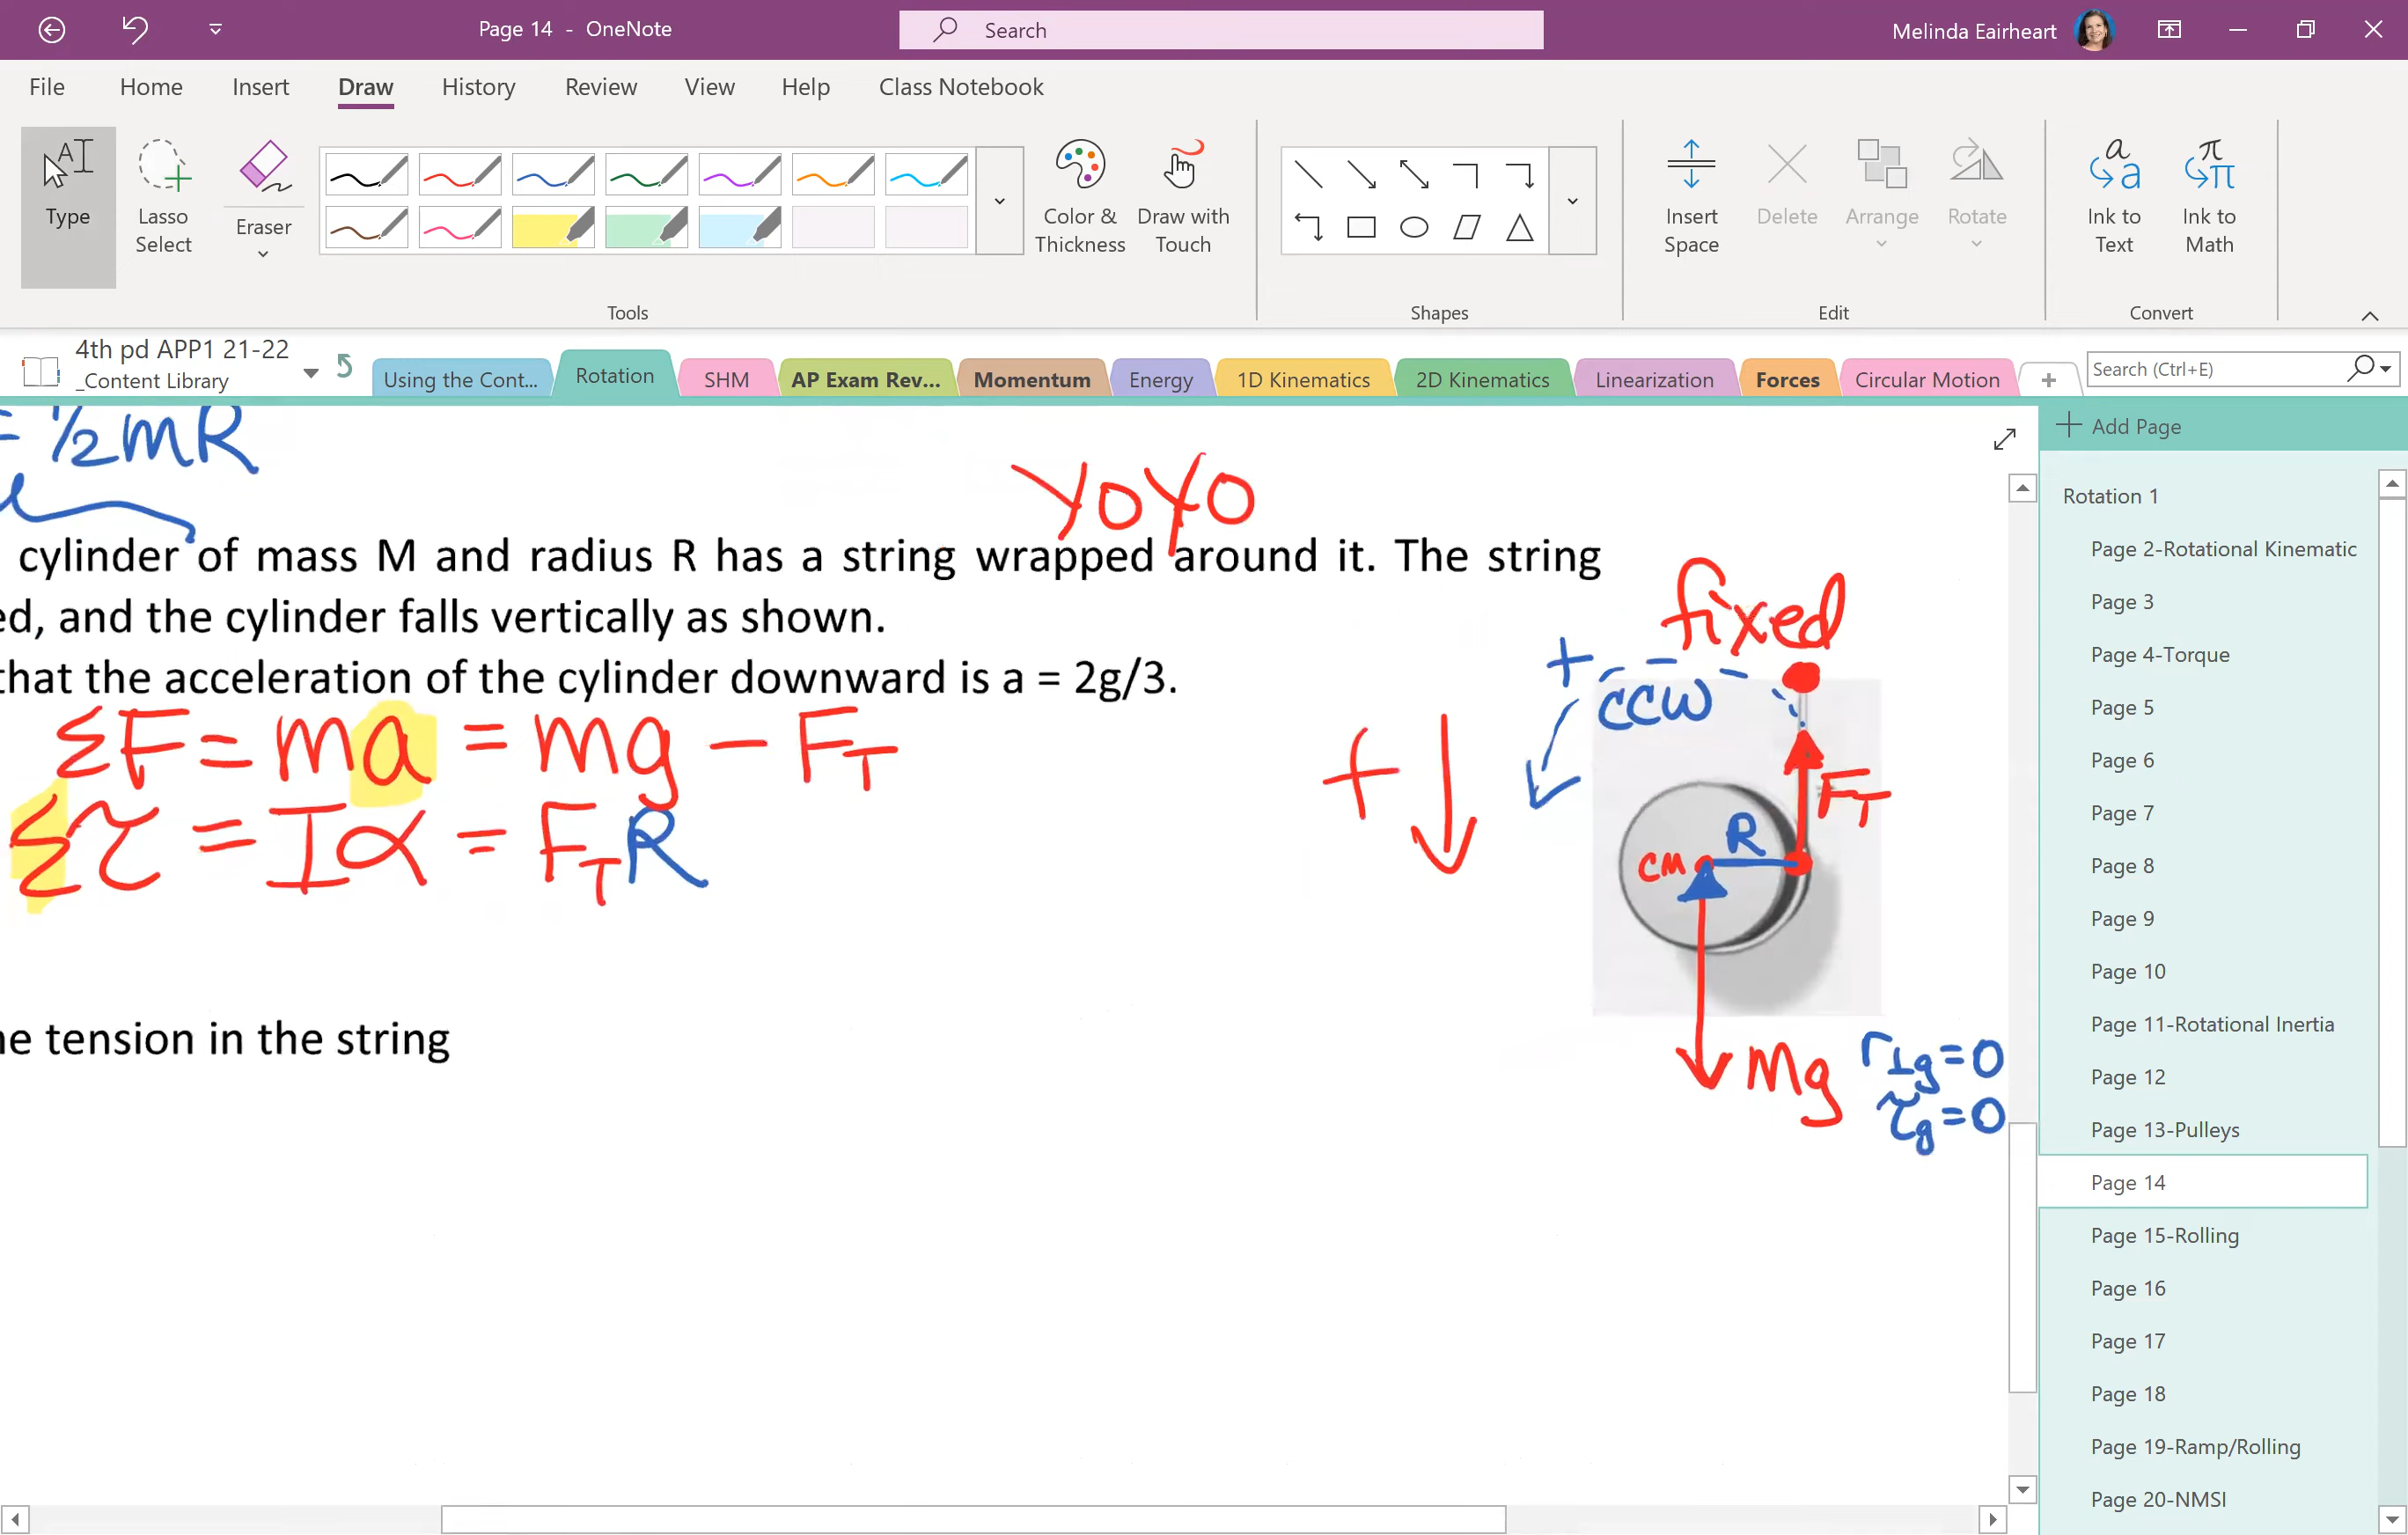 Page 14 - OneNote
Search
Melinda Eairheart
File Home Insert Draw History Review View Help Class Notebook
Type
Lasso Select
Eraser
Color & Thickness
Draw with Touch
Insert Space
Delete
Arrange
Rotate
Ink to Text
Ink to Math
Tools
Shapes
Edit
Convert
4th pd APP1 21-22
_Content Library
Using the Cont... Rotation SHM AP Exam Rev... Momentum Energy 1D Kinematics 2D Kinematics Linearization Forces Circular Motion +
Search (Ctrl+E)
= 1/2 MR
YOYO
cylinder of mass M and radius R has a string wrapped around it. The string
ed, and the cylinder falls vertically as shown.
that the acceleration of the cylinder downward is a = 2g/3.
ΣF = ma = mg - F_T
Στ = Iα = F_T R
ne tension in the string
fixed
+
ccw
+
F_T
R
CM
Mg
r⊥g = 0
τg = 0
Add Page
Rotation 1
Page 2-Rotational Kinematic
Page 3
Page 4-Torque
Page 5
Page 6
Page 7
Page 8
Page 9
Page 10
Page 11-Rotational Inertia
Page 12
Page 13-Pulleys
Page 14
Page 15-Rolling
Page 16
Page 17
Page 18
Page 19-Ramp/Rolling
Page 20-NMSI